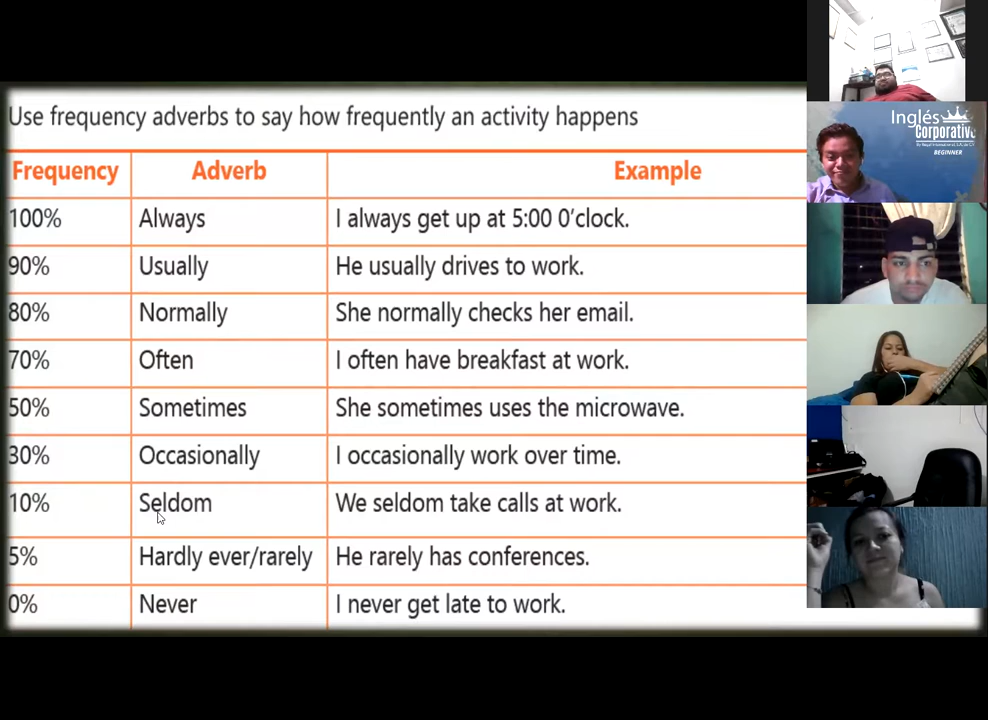 Use frequency adverbs to say how frequently an activity happens
Frequency Adverb Example
100% Always I always get up at 5:00 0'clock.
90% Usually He usually drives to work.
80% Normally She normally checks her email.
70% Often I often have breakfast at work.
50% Sometimes She sometimes uses the microwave.
30% Occasionally I occasionally work over time.
10% Seldom We seldom take calls at work.
5% Hardly ever/rarely He rarely has conferences.
0% Never I never get late to work.
Inglés
Corporativo
BEGINNER